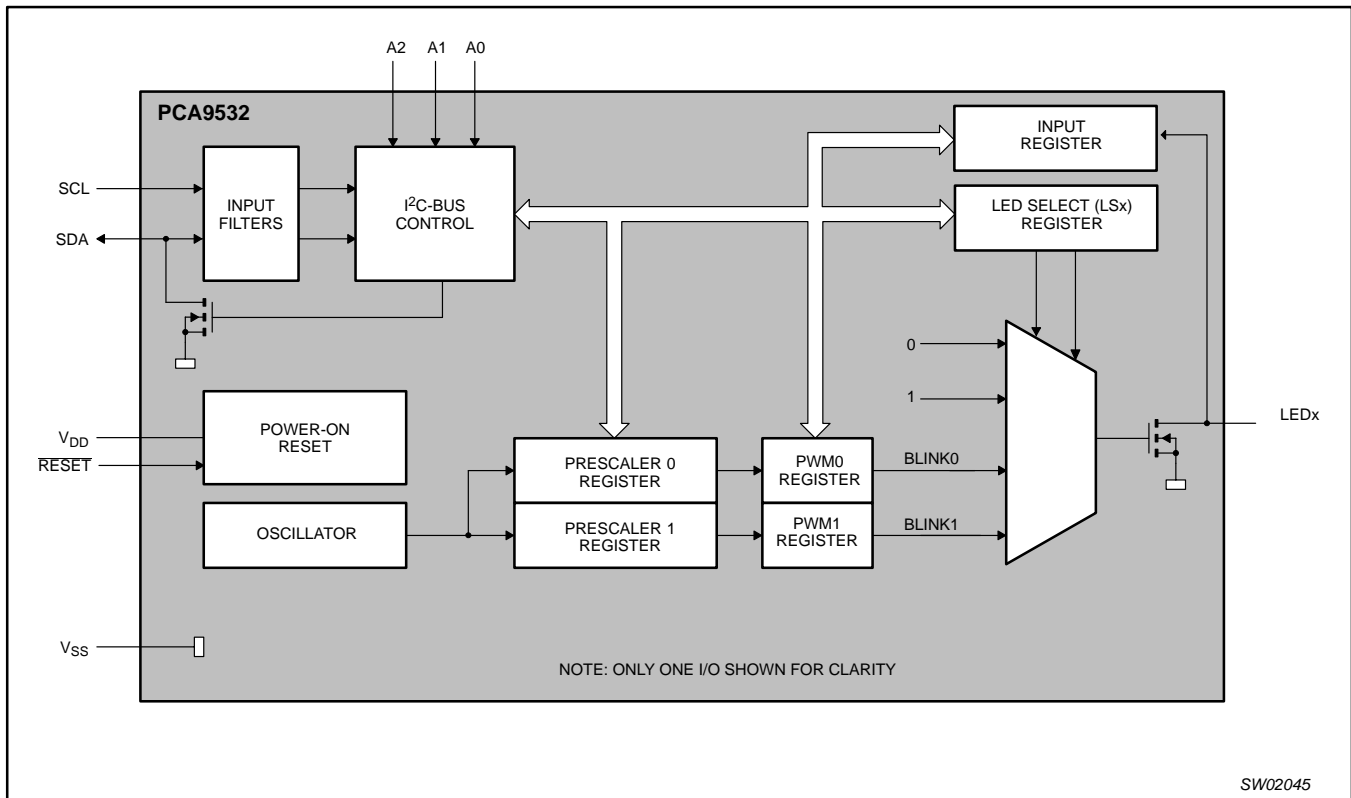 A2 A1 A0
PCA9532
SCL
SDA
INPUT
FILTERS
I²C-BUS
CONTROL
INPUT
REGISTER
LED SELECT (LSx)
REGISTER
0
1
LEDx
VDD
RESET
POWER-ON
RESET
OSCILLATOR
PRESCALER 0
REGISTER
PRESCALER 1
REGISTER
PWM0
REGISTER
PWM1
REGISTER
BLINK0
BLINK1
VSS
NOTE: ONLY ONE I/O SHOWN FOR CLARITY
SW02045